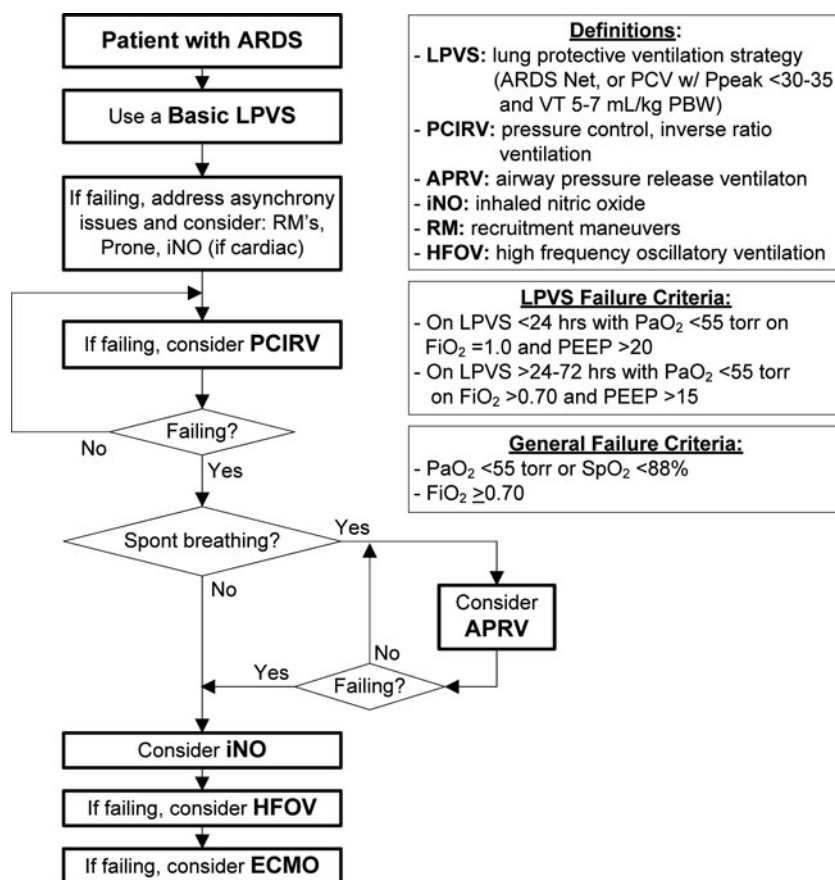 Patient with ARDS
Use a Basic LPVS
If failing, address asynchrony
issues and consider: RM's,
Prone, iNO (if cardiac)
If failing, consider PCIRV
Failing?
No
Yes
Spont breathing?
Yes
No
Consider
APRV
No
Yes
Failing?
Consider iNO
If failing, consider HFOV
If failing, consider ECMO
Definitions:
- LPVS: lung protective ventilation strategy
(ARDS Net, or PCV w/ Ppeak <30-35
and VT 5-7 mL/kg PBW)
- PCIRV: pressure control, inverse ratio
ventilation
- APRV: airway pressure release ventilaton
- iNO: inhaled nitric oxide
- RM: recruitment maneuvers
- HFOV: high frequency oscillatory ventilation
LPVS Failure Criteria:
- On LPVS <24 hrs with PaO₂ <55 torr on
FiO₂ =1.0 and PEEP >20
- On LPVS >24-72 hrs with PaO₂ <55 torr
on FiO₂ >0.70 and PEEP >15
General Failure Criteria:
- PaO₂ <55 torr or SpO₂ <88%
- FiO₂ ≥0.70